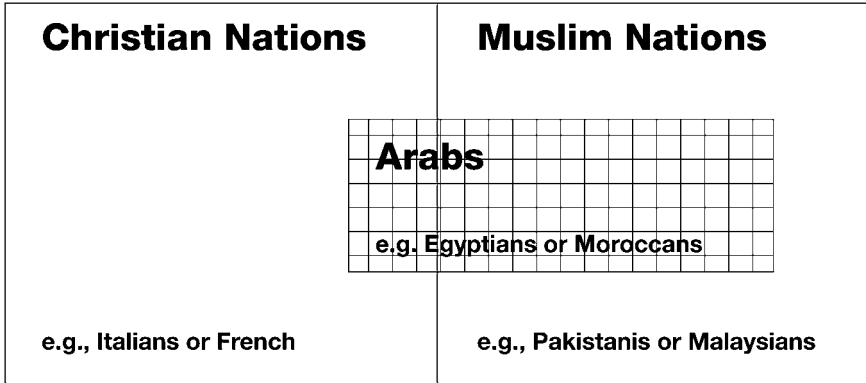 Christian Nations
Muslim Nations
Arabs
e.g. Egyptians or Moroccans
e.g., Italians or French
e.g., Pakistanis or Malaysians